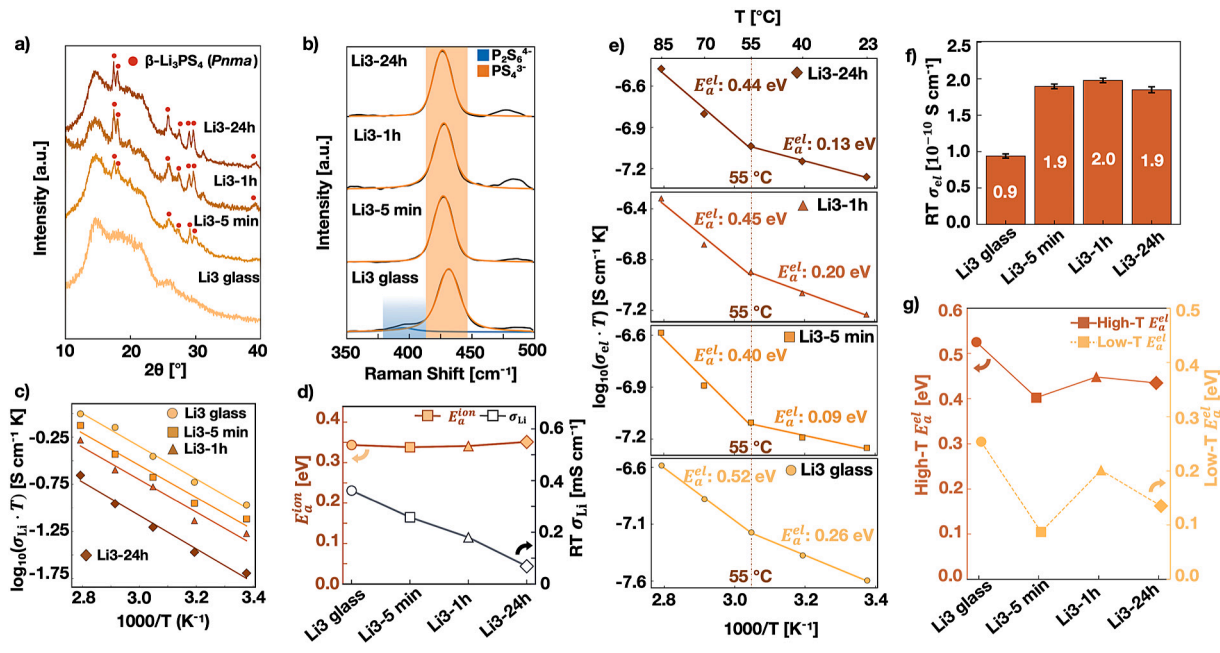 a)
β-Li₃PS₄ (Pnma)
Li3-24h
Li3-1h
Li3-5 min
Li3 glass
Intensity [a.u.]
10 20 30 40
2θ [°]
b)
P₂S₆⁴⁻
PS₄³⁻
Li3-24h
Li3-1h
Li3-5 min
Li3 glass
Intensity [a.u.]
350 400 450 500
Raman Shift [cm⁻¹]
c)
Li3 glass
Li3-5 min
Li3-1h
Li3-24h
log₁₀(σ_Li · T) [S cm⁻¹ K]
-0.25
-0.75
-1.25
-1.75
2.8 3.0 3.2 3.4
1000/T (K⁻¹)
d)
E_a^ion
σ_Li
E_a^ion [eV]
0.4
0.3
0.2
0.1
0.0
RT σ_Li [mS cm⁻¹]
0.6
0.4
0.2
0
Li3 glass
Li3-5 min
Li3-1h
Li3-24h
e)
T [°C]
85 70 55 40 23
Li3-24h
E_a^el: 0.44 eV
E_a^el: 0.13 eV
55 °C
-6.6
-6.9
-7.2
Li3-1h
E_a^el: 0.45 eV
E_a^el: 0.20 eV
55 °C
-6.4
-6.8
-7.2
Li3-5 min
E_a^el: 0.40 eV
E_a^el: 0.09 eV
-6.6
-6.9
-7.2
Li3 glass
E_a^el: 0.52 eV
E_a^el: 0.26 eV
55 °C
-6.6
-7.1
-7.6
log₁₀(σ_el · T) [S cm⁻¹ K]
2.8 3.0 3.2 3.4
1000/T [K⁻¹]
f)
RT σ_el [10⁻¹⁰ S cm⁻¹]
2.5
2.0
1.5
1.0
0.5
0.0
0.9
1.9
2.0
1.9
Li3 glass
Li3-5 min
Li3-1h
Li3-24h
g)
High-T E_a^el
Low-T E_a^el
High-T E_a^el [eV]
0.6
0.5
0.4
0.3
0.2
0.1
0.0
Low-T E_a^el [eV]
0.5
0.4
0.3
0.2
0.1
0.0
Li3 glass
Li3-5 min
Li3-1h
Li3-24h